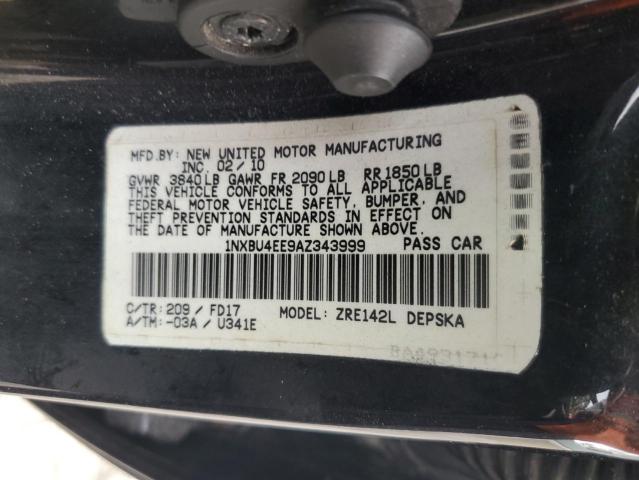 MFD.BY: NEW UNITED MOTOR MANUFACTURING
INC. 02/10
GVWR 3840LB GAWR FR 2090LB RR 1850LB
THIS VEHICLE CONFORMS TO ALL APPLICABLE
FEDERAL MOTOR VEHICLE SAFETY, BUMPER, AND
THEFT PREVENTION STANDARDS IN EFFECT ON
THE DATE OF MANUFACTURE SHOWN ABOVE.
1NXBU4EE9AZ343999 PASS CAR
C/TR: 209 / FD17 MODEL: ZRE142L DEPSKA
A/TM: -03A / U341E